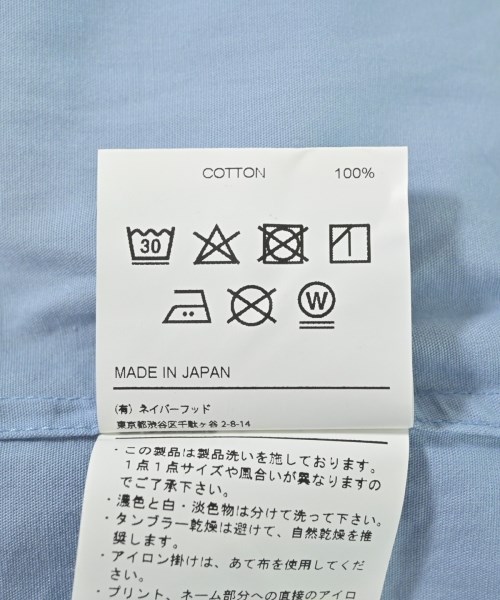 COTTON 100%
30
W
MADE IN JAPAN
(有) ネイバーフッド
東京都渋谷区千駄ヶ谷 2-8-14
・この製品は製品洗いを施しております。
１点１点サイズや風合いが異なりますの
でご了承下さい。
・濃色と白・淡色物は分けて洗って下さい。
・タンブラー乾燥は避けて、自然乾燥を推
奨します。
・アイロン掛けは、あて布を使用してくだ
さい。
・プリント、ネーム部分への直接のアイロ